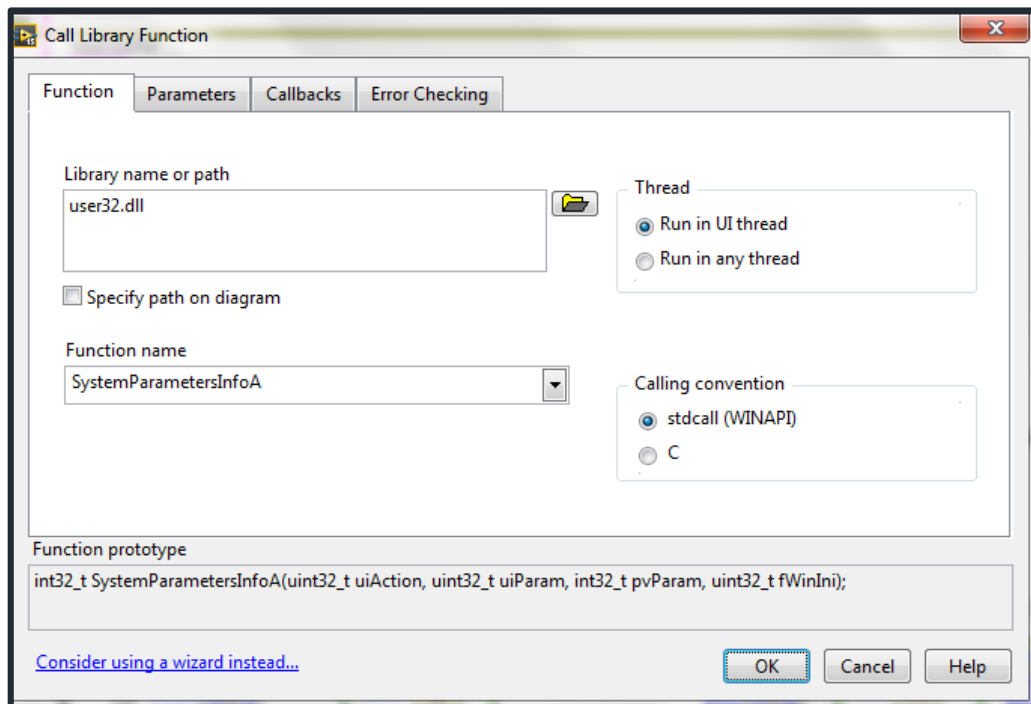 Call Library Function
Function
Parameters
Callbacks
Error Checking
Library name or path
user32.dll
Specify path on diagram
Thread
Run in UI thread
Run in any thread
Function name
SystemParametersInfoA
Calling convention
stdcall (WINAPI)
C
Function prototype
int32_t SystemParametersInfoA(uint32_t uiAction, uint32_t uiParam, int32_t pvParam, uint32_t fWinIni);
Consider using a wizard instead...
OK
Cancel
Help